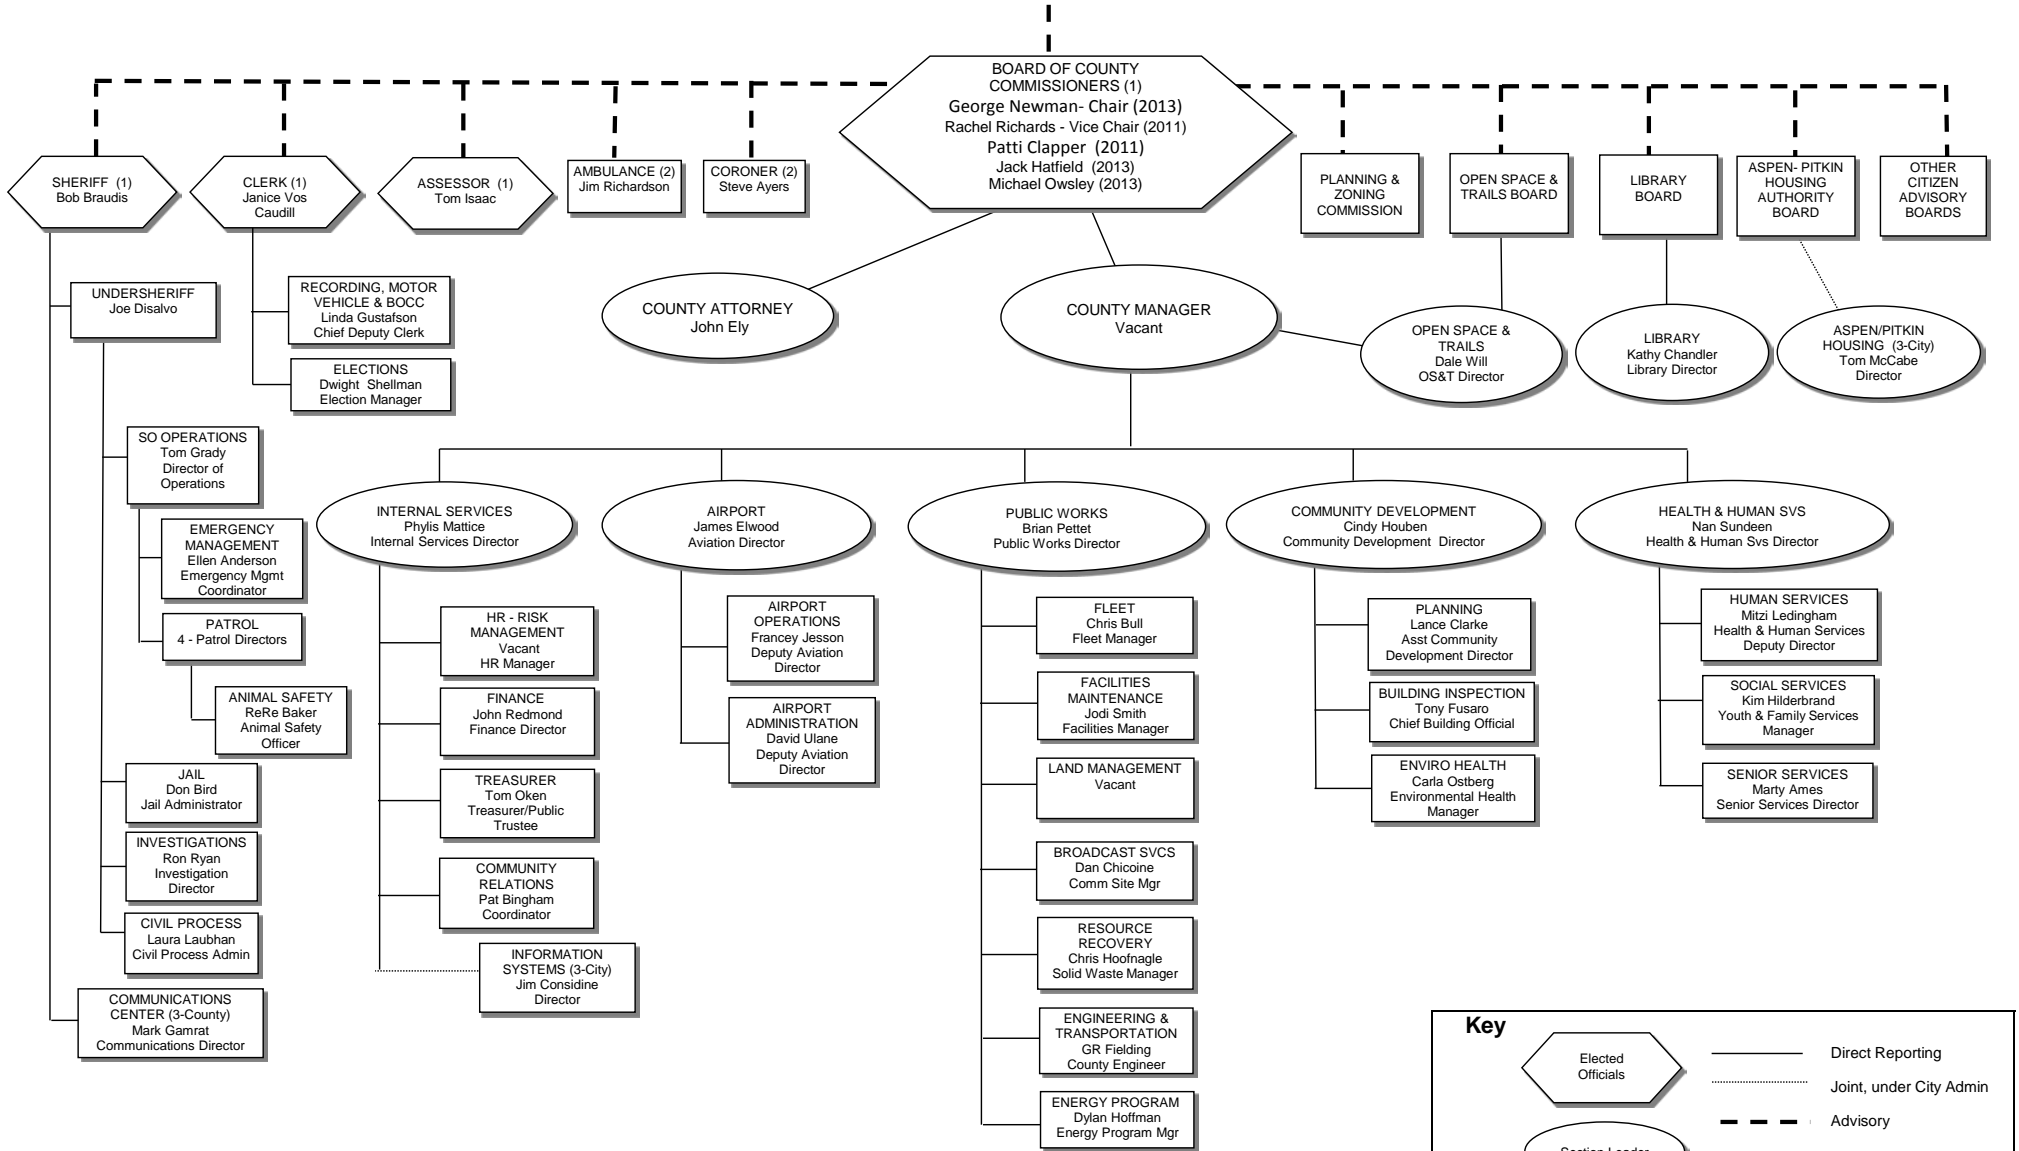 BOARD OF COUNTY
COMMISSIONERS (1)
George Newman- Chair (2013)
Rachel Richards - Vice Chair (2011)
Patti Clapper (2011)
Jack Hatfield (2013)
Michael Owsley (2013)
SHERIFF (1)
Bob Braudis
CLERK (1)
Janice Vos
Caudill
ASSESSOR (1)
Tom Isaac
AMBULANCE (2)
Jim Richardson
CORONER (2)
Steve Ayers
PLANNING &
ZONING
COMMISSION
OPEN SPACE &
TRAILS BOARD
LIBRARY
BOARD
ASPEN- PITKIN
HOUSING
AUTHORITY
BOARD
OTHER
CITIZEN
ADVISORY
BOARDS
UNDERSHERIFF
Joe Disalvo
RECORDING, MOTOR
VEHICLE & BOCC
Linda Gustafson
Chief Deputy Clerk
ELECTIONS
Dwight Shellman
Election Manager
COUNTY ATTORNEY
John Ely
COUNTY MANAGER
Vacant
OPEN SPACE &
TRAILS
Dale Will
OS&T Director
LIBRARY
Kathy Chandler
Library Director
ASPEN/PITKIN
HOUSING (3-City)
Tom McCabe
Director
SO OPERATIONS
Tom Grady
Director of
Operations
EMERGENCY
MANAGEMENT
Ellen Anderson
Emergency Mgmt
Coordinator
PATROL
4 - Patrol Directors
ANIMAL SAFETY
ReRe Baker
Animal Safety
Officer
JAIL
Don Bird
Jail Administrator
INVESTIGATIONS
Ron Ryan
Investigation
Director
CIVIL PROCESS
Laura Laubhan
Civil Process Admin
COMMUNICATIONS
CENTER (3-County)
Mark Gamrat
Communications Director
INTERNAL SERVICES
Phylis Mattice
Internal Services Director
HR - RISK
MANAGEMENT
Vacant
HR Manager
FINANCE
John Redmond
Finance Director
TREASURER
Tom Oken
Treasurer/Public
Trustee
COMMUNITY
RELATIONS
Pat Bingham
Coordinator
INFORMATION
SYSTEMS (3-City)
Jim Considine
Director
AIRPORT
James Elwood
Aviation Director
AIRPORT
OPERATIONS
Francey Jesson
Deputy Aviation
Director
AIRPORT
ADMINISTRATION
David Ulane
Deputy Aviation
Director
PUBLIC WORKS
Brian Pettet
Public Works Director
FLEET
Chris Bull
Fleet Manager
FACILITIES
MAINTENANCE
Jodi Smith
Facilities Manager
LAND MANAGEMENT
Vacant
BROADCAST SVCS
Dan Chicoine
Comm Site Mgr
RESOURCE
RECOVERY
Chris Hoofnagle
Solid Waste Manager
ENGINEERING &
TRANSPORTATION
GR Fielding
County Engineer
ENERGY PROGRAM
Dylan Hoffman
Energy Program Mgr
COMMUNITY DEVELOPMENT
Cindy Houben
Community Development Director
PLANNING
Lance Clarke
Asst Community
Development Director
BUILDING INSPECTION
Tony Fusaro
Chief Building Official
ENVIRO HEALTH
Carla Ostberg
Environmental Health
Manager
HEALTH & HUMAN SVS
Nan Sundeen
Health & Human Svs Director
HUMAN SERVICES
Mitzi Ledingham
Health & Human Services
Deputy Director
SOCIAL SERVICES
Kim Hilderbrand
Youth & Family Services
Manager
SENIOR SERVICES
Marty Ames
Senior Services Director
Key
Elected
Officials
Direct Reporting
Joint, under City Admin
Advisory